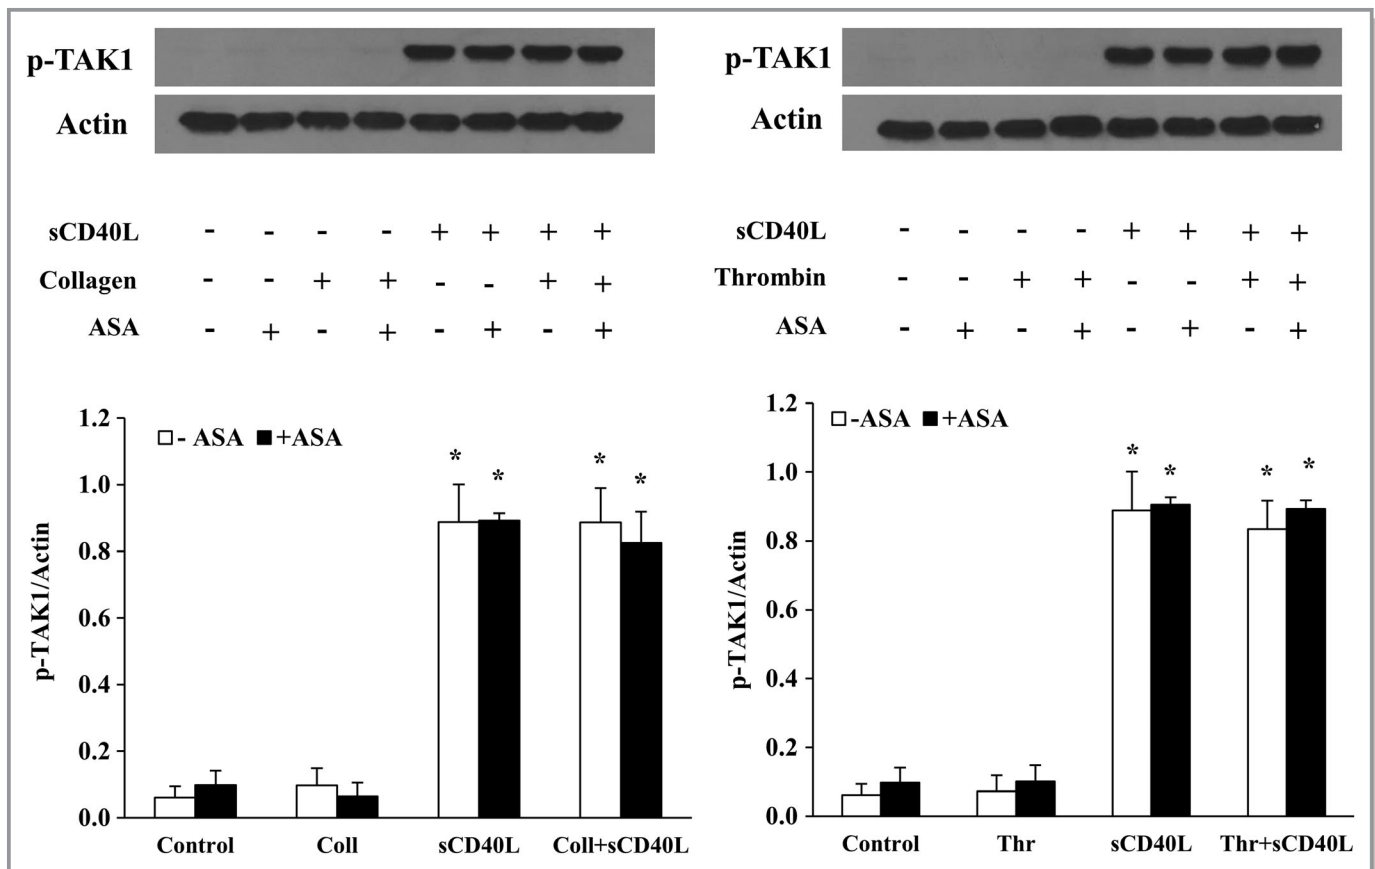 p-TAK1
Actin
sCD40L - - - - + + + +
Collagen - - + + - - + +
ASA - + - + - + - +
1.2
1.0
0.8
0.6
0.4
0.2
0.0
p-TAK1/Actin
- ASA +ASA
* * * *
Control Coll sCD40L Coll+sCD40L
p-TAK1
Actin
sCD40L - - - - + + + +
Thrombin - - + + - - + +
ASA - + - + - + - +
1.2
1.0
0.8
0.6
0.4
0.2
0.0
p-TAK1/Actin
-ASA +ASA
* * * *
Control Thr sCD40L Thr+sCD40L